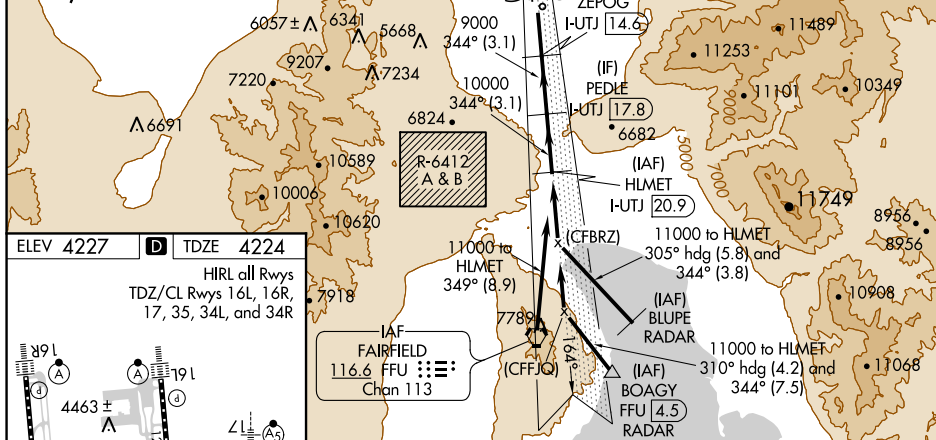 ZEPOG
I-UTJ 14.6
9000
344° (3.1)
6057 ±
6341
5668
11489
11253
9207
7220
7234
(IF)
PEDLE
I-UTJ 17.8
10000
344° (3.1)
11101
10349
6691
6824
6682
R-6412
A & B
10589
10006
10620
(IAF)
HLMET
I-UTJ 20.9
5000
11749
8956
8956
ELEV 4227
D
TDZE 4224
HIRL all Rwys
TDZ/CL Rwys 16L, 16R,
17, 35, 34L, and 34R
11000 to
HLMET
349° (8.9)
(CFBRZ)
11000 to HLMET
305° hdg (5.8) and
344° (3.8)
7918
10908
(IAF)
BLUPE
RADAR
7789
IAF
FAIRFIELD
116.6 FFU
Chan 113
(CFFJQ)
164°
11000 to HLMET
310° hdg (4.2) and
344° (7.5)
11068
(IAF)
BOAGY
FFU 4.5
RADAR
16R
A
P
A
16L
P
4463 ±
17
A5